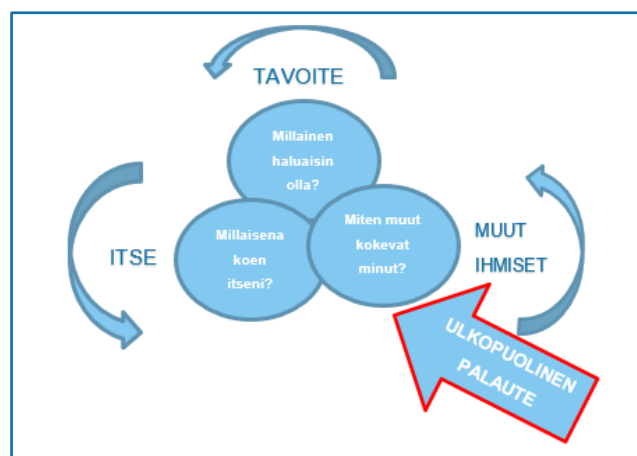 TAVOITE
Millainen
haluaisin
olla?
ITSE
Millaisena
koen
itseni?
Miten muut
kokevat
minut?
MUUT
IHMISET
ULKOPUOLINEN
PALAUTE